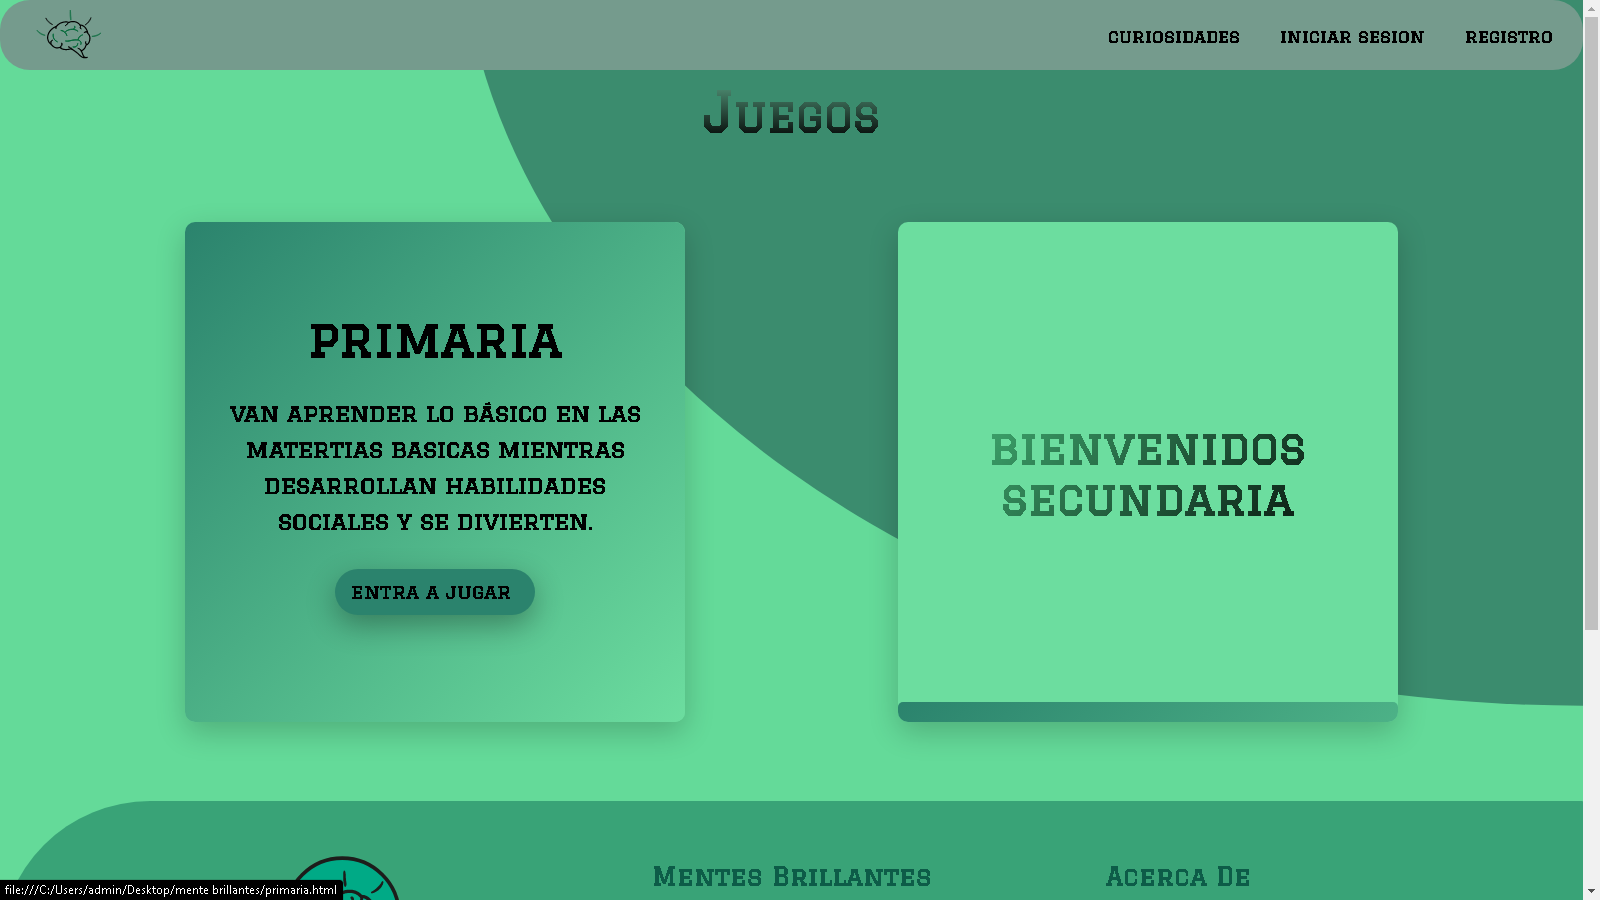 CURIOSIDADES INICIAR SESION REGISTRO
Juegos
PRIMARIA
VAN APRENDER LO BÁSICO EN LAS
MATERTIAS BASICAS MIENTRAS
DESARROLLAN HABILIDADES
SOCIALES Y SE DIVIERTEN.
ENTRA A JUGAR
BIENVENIDOS
SECUNDARIA
Mentes Brillantes
Acerca De
file:///C:/Users/admin/Desktop/mente brillantes/primaria.html